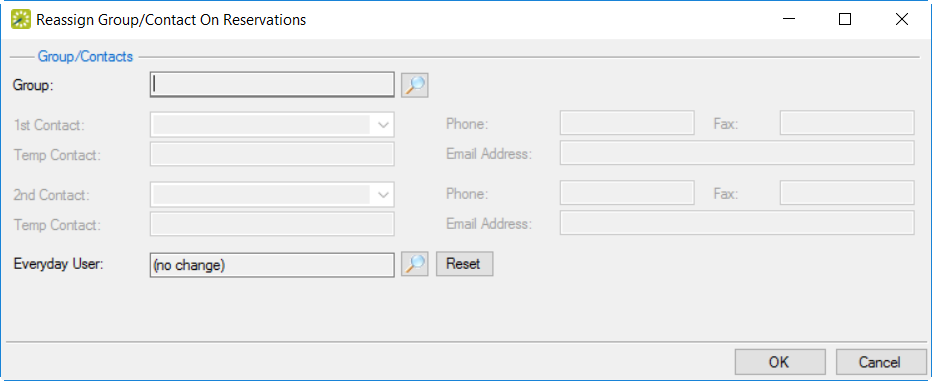 Reassign Group/Contact On Reservations
Group/Contacts
Group:
1st Contact: Phone: Fax:
Temp Contact: Email Address:
2nd Contact: Phone: Fax:
Temp Contact: Email Address:
Everyday User: (no change) Reset
OK Cancel